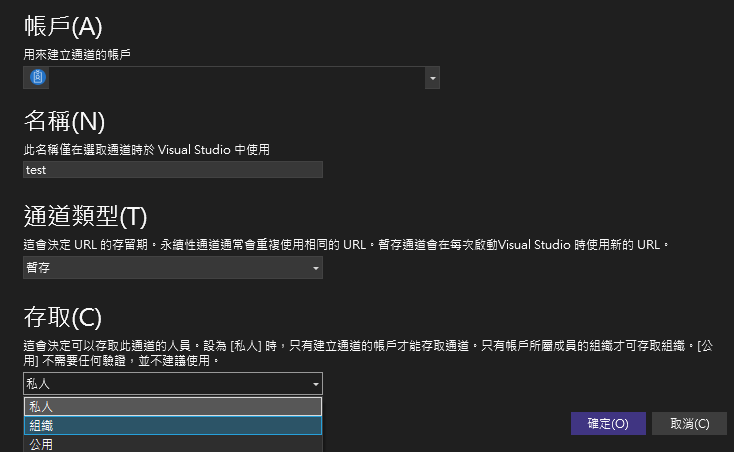 帳戶(A)
用來建立通道的帳戶
名稱(N)
此名稱僅在選取通道時於 Visual Studio 中使用
test
通道類型(T)
這會決定 URL 的存留期。永續性通道通常會重複使用相同的 URL。暫存通道會在每次啟動Visual Studio 時使用新的 URL。
暫存
存取(C)
這會決定可以存取此通道的人員。設為 [私人] 時，只有建立通道的帳戶才能存取通道。只有帳戶所屬成員的組織才可存取組織。[公
用] 不需要任何驗證，並不建議使用。
私人
私人
組織
公用
確定(O)
取消(C)